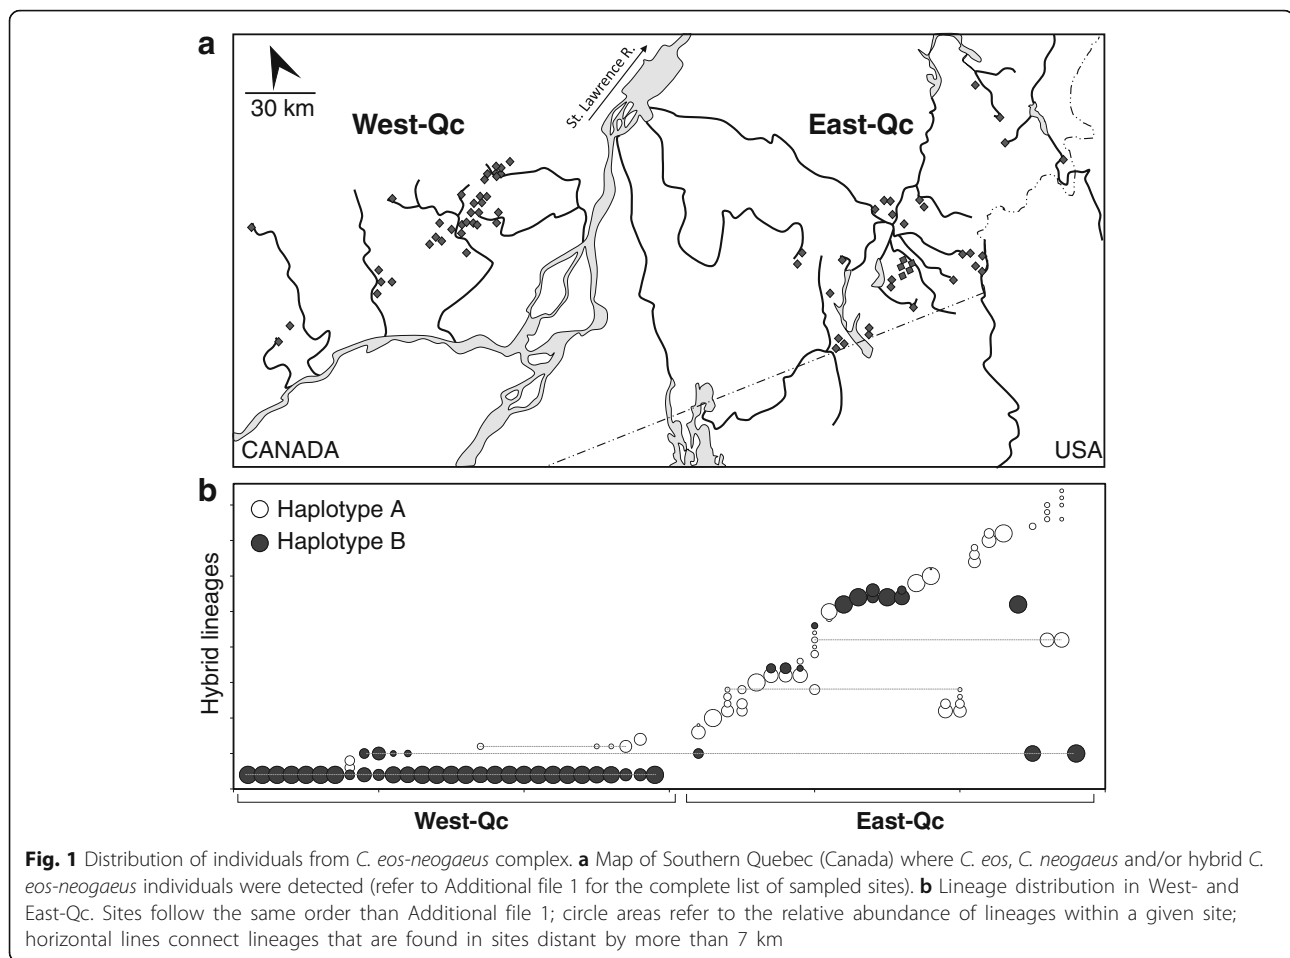 a
30 km
St. Lawrence R.
West-Qc
East-Qc
CANADA
USA
b
Haplotype A
Haplotype B
Hybrid lineages
West-Qc
East-Qc
Fig. 1 Distribution of individuals from C. eos-neogaeus complex. a Map of Southern Quebec (Canada) where C. eos, C. neogaeus and/or hybrid C.
eos-neogaeus individuals were detected (refer to Additional file 1 for the complete list of sampled sites). b Lineage distribution in West- and
East-Qc. Sites follow the same order than Additional file 1; circle areas refer to the relative abundance of lineages within a given site;
horizontal lines connect lineages that are found in sites distant by more than 7 km